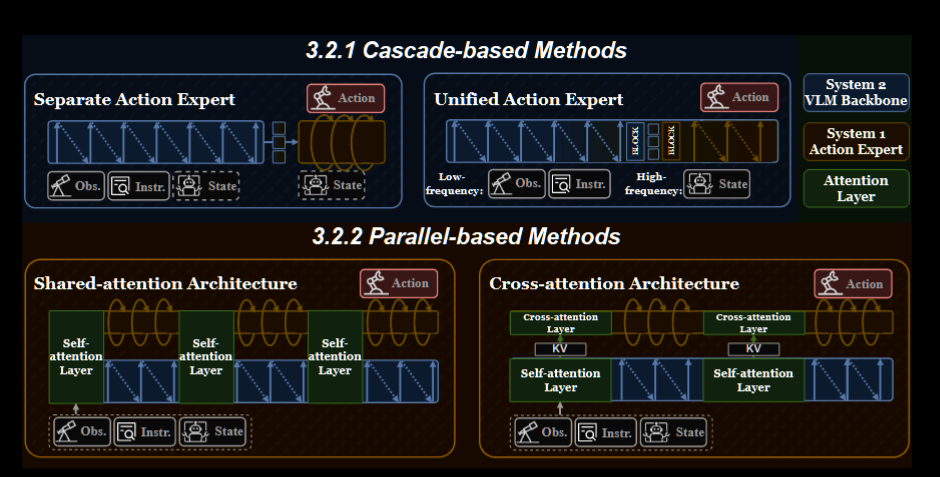 3.2.1 Cascade-based Methods
Separate Action Expert
Action
Obs.
Instr.
State
State
Unified Action Expert
Action
BLOCK
BLOCK
Low-
frequency:
Obs.
Instr.
High-
frequency:
State
System 2
VLM Backbone
System 1
Action Expert
Attention
Layer
3.2.2 Parallel-based Methods
Shared-attention Architecture
Action
Self-
attention
Layer
Self-
attention
Layer
Self-
attention
Layer
Obs.
Instr.
State
Cross-attention Architecture
Action
Cross-attention
Layer
Cross-attention
Layer
KV
KV
Self-attention
Layer
Self-attention
Layer
Obs.
Instr.
State